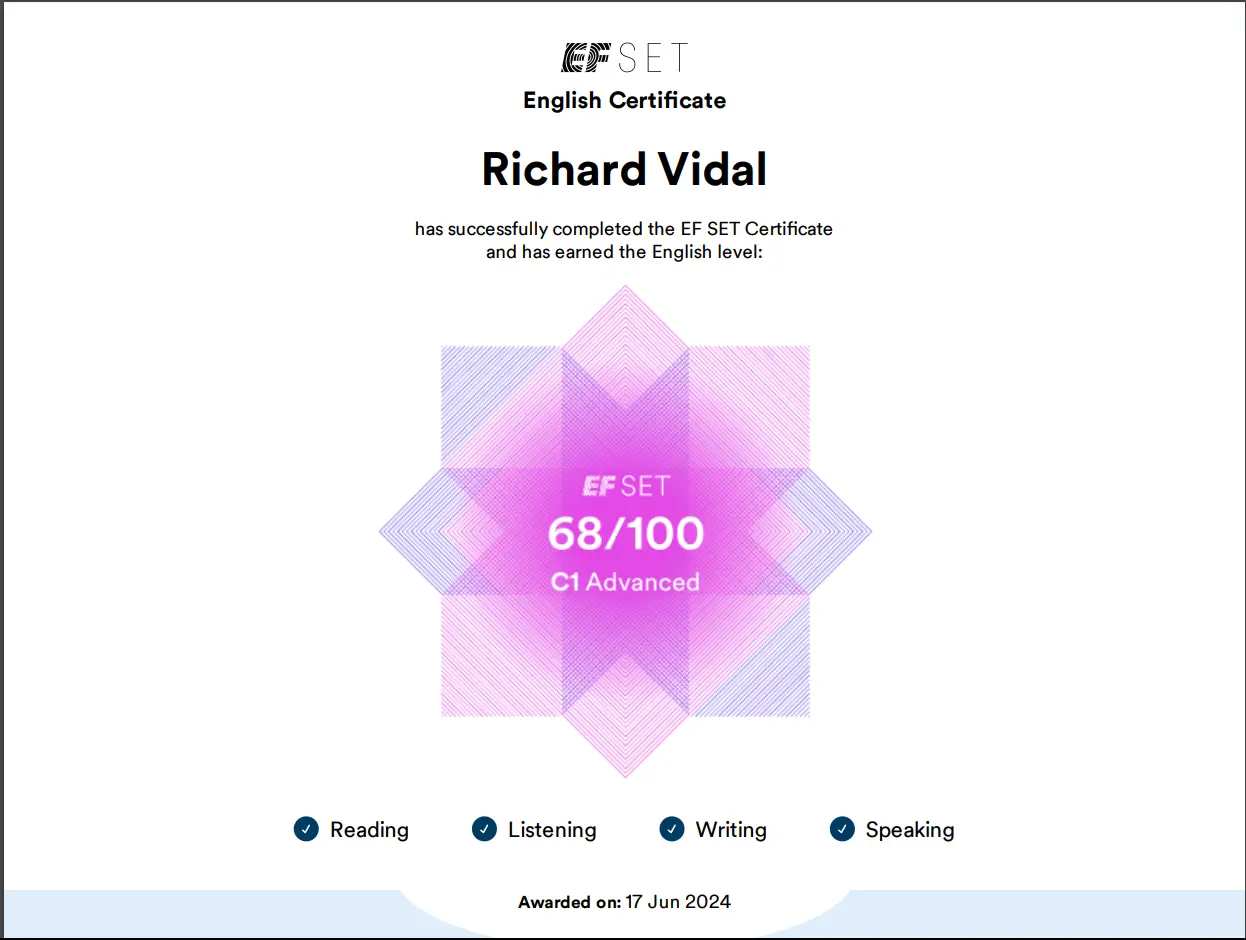 EF SET
English Certificate
Richard Vidal
has successfully completed the EF SET Certificate
and has earned the English level:
EF SET
68/100
C1 Advanced
Reading Listening Writing Speaking
Awarded on: 17 Jun 2024